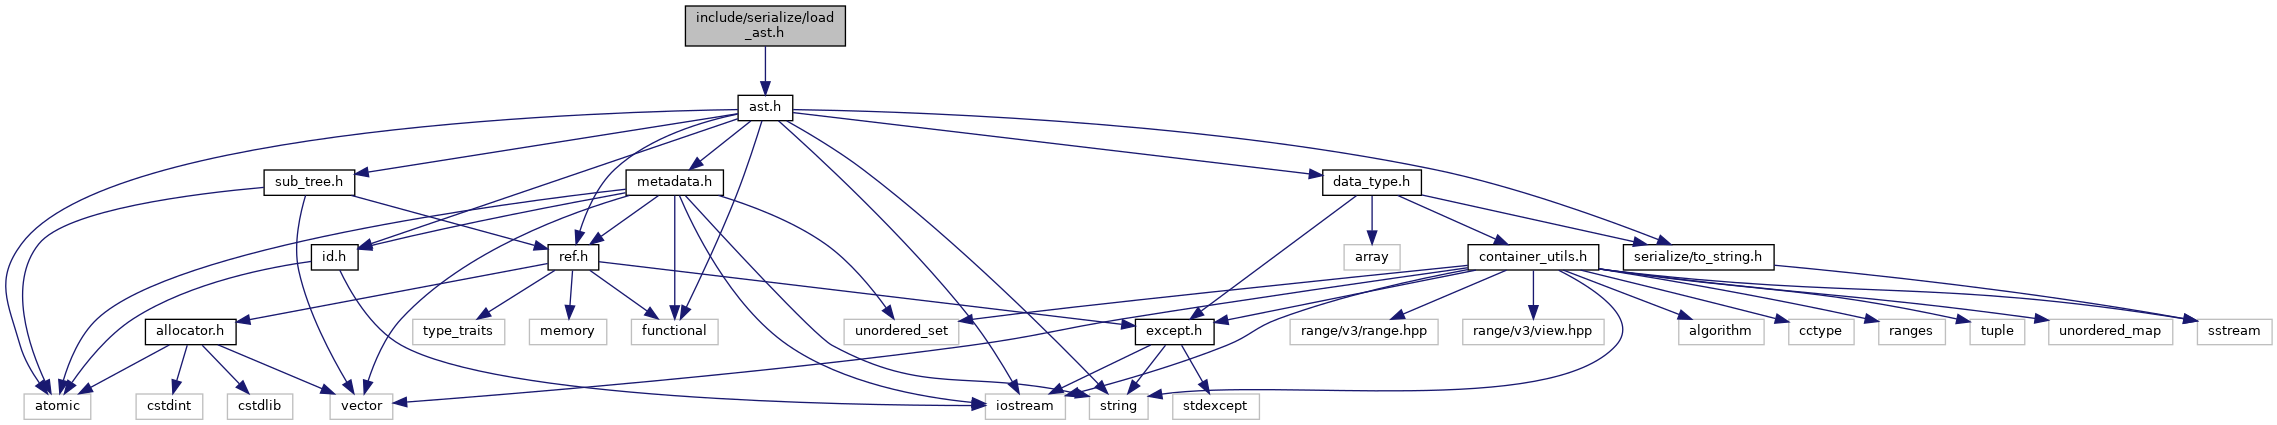 include/serialize/load
_ast.h
ast.h
sub_tree.h
metadata.h
data_type.h
id.h
ref.h
array
container_utils.h
serialize/to_string.h
allocator.h
type_traits
memory
functional
unordered_set
except.h
range/v3/range.hpp
range/v3/view.hpp
algorithm
cctype
ranges
tuple
unordered_map
sstream
atomic
cstdint
cstdlib
vector
iostream
string
stdexcept